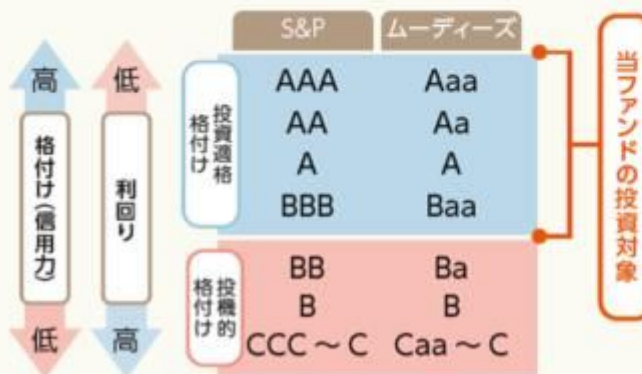 S&P ムーディーズ
高 低
格付け(信用力)
利回り
低 高
投資適格
格付け
AAA Aaa
AA Aa
A A
BBB Baa
投機的
格付け
BB Ba
B B
CCC～C Caa～C
当ファンドの投資対象